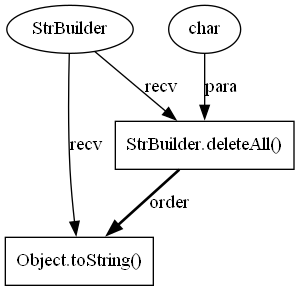 StrBuilder
char
recv
para
StrBuilder.deleteAll()
recv
order
Object.toString()